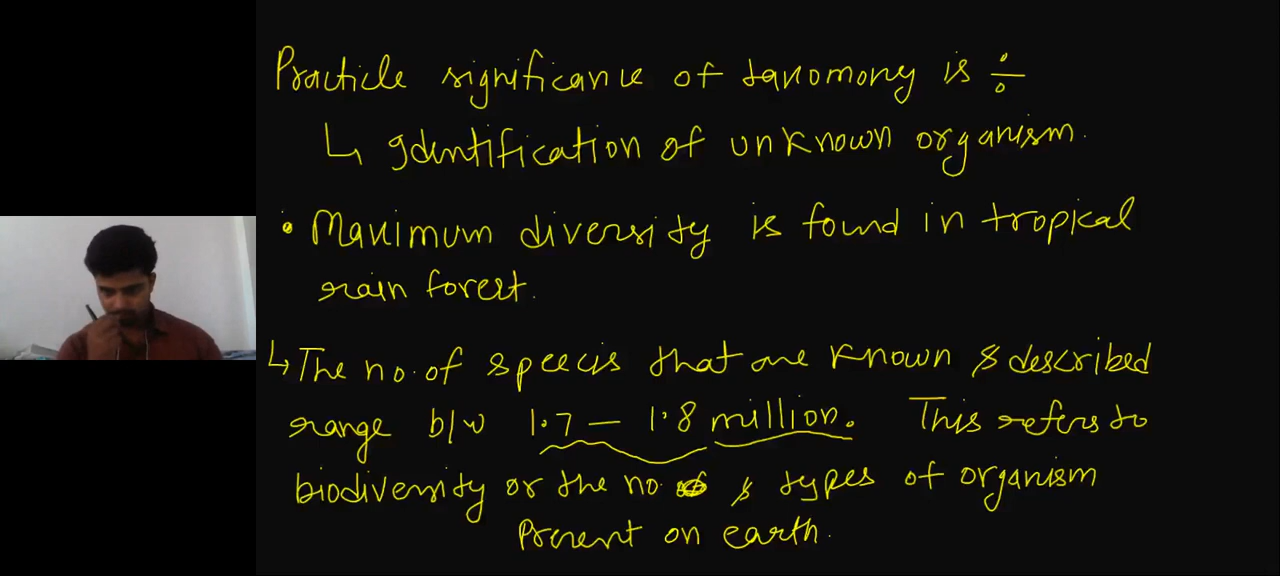 Practicle significance of taxomony is ÷
↳ Identification of unknown organism.
• Maximum diversity is found in tropical
rain forest.
↳ The no. of species that are known & described
range b/w 1.7 – 1.8 million. This refers to
biodiversity or the no. & types of organism
Present on earth.